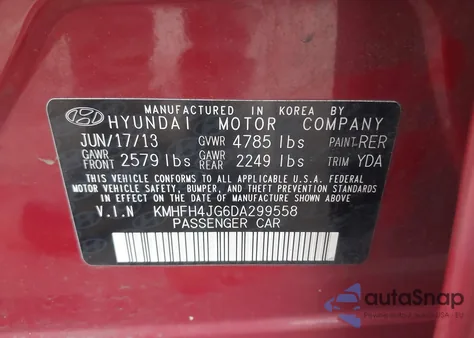 MANUFACTURED IN KOREA BY
HYUNDAI MOTOR COMPANY
JUN/17/13 GVWR 4785 lbs PAINT-RER
GAWR FRONT 2579 lbs GAWR REAR 2249 lbs TRIM YDA
THIS VEHICLE CONFORMS TO ALL APPLICABLE U.S.A. FEDERAL
MOTOR VEHICLE SAFETY, BUMPER, AND THEFT PREVENTION
STANDARDS IN EFFECT ON THE DATE OF MANUFACTURE SHOWN ABOVE.
V.I.N KMHFH4JG6DA299558
PASSENGER CAR
autoSnap